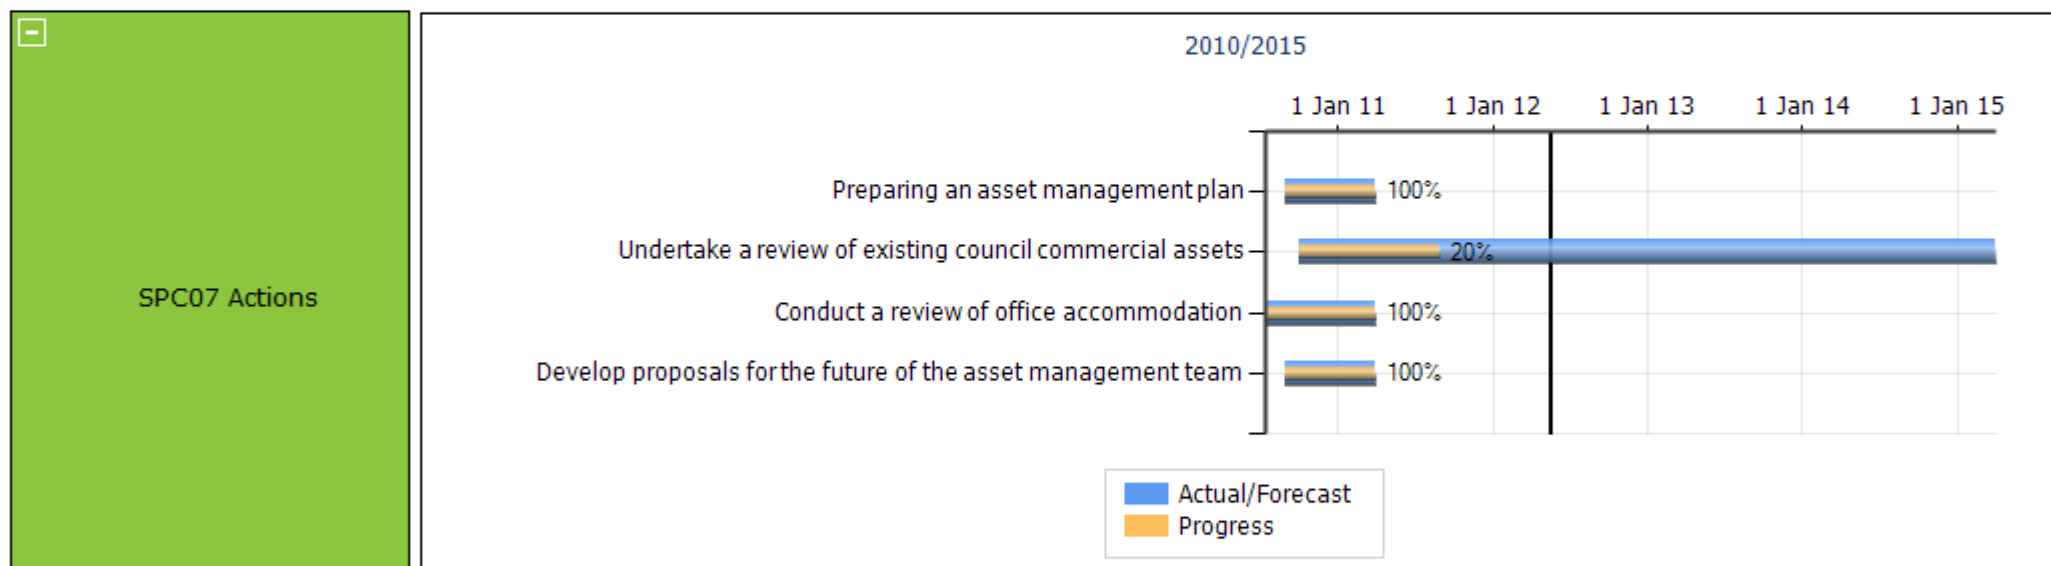 SPC07 Actions
2010/2015
1 Jan 11 1 Jan 12 1 Jan 13 1 Jan 14 1 Jan 15
Preparing an asset management plan 100%
Undertake a review of existing council commercial assets 20%
Conduct a review of office accommodation 100%
Develop proposals for the future of the asset management team 100%
Actual/Forecast
Progress